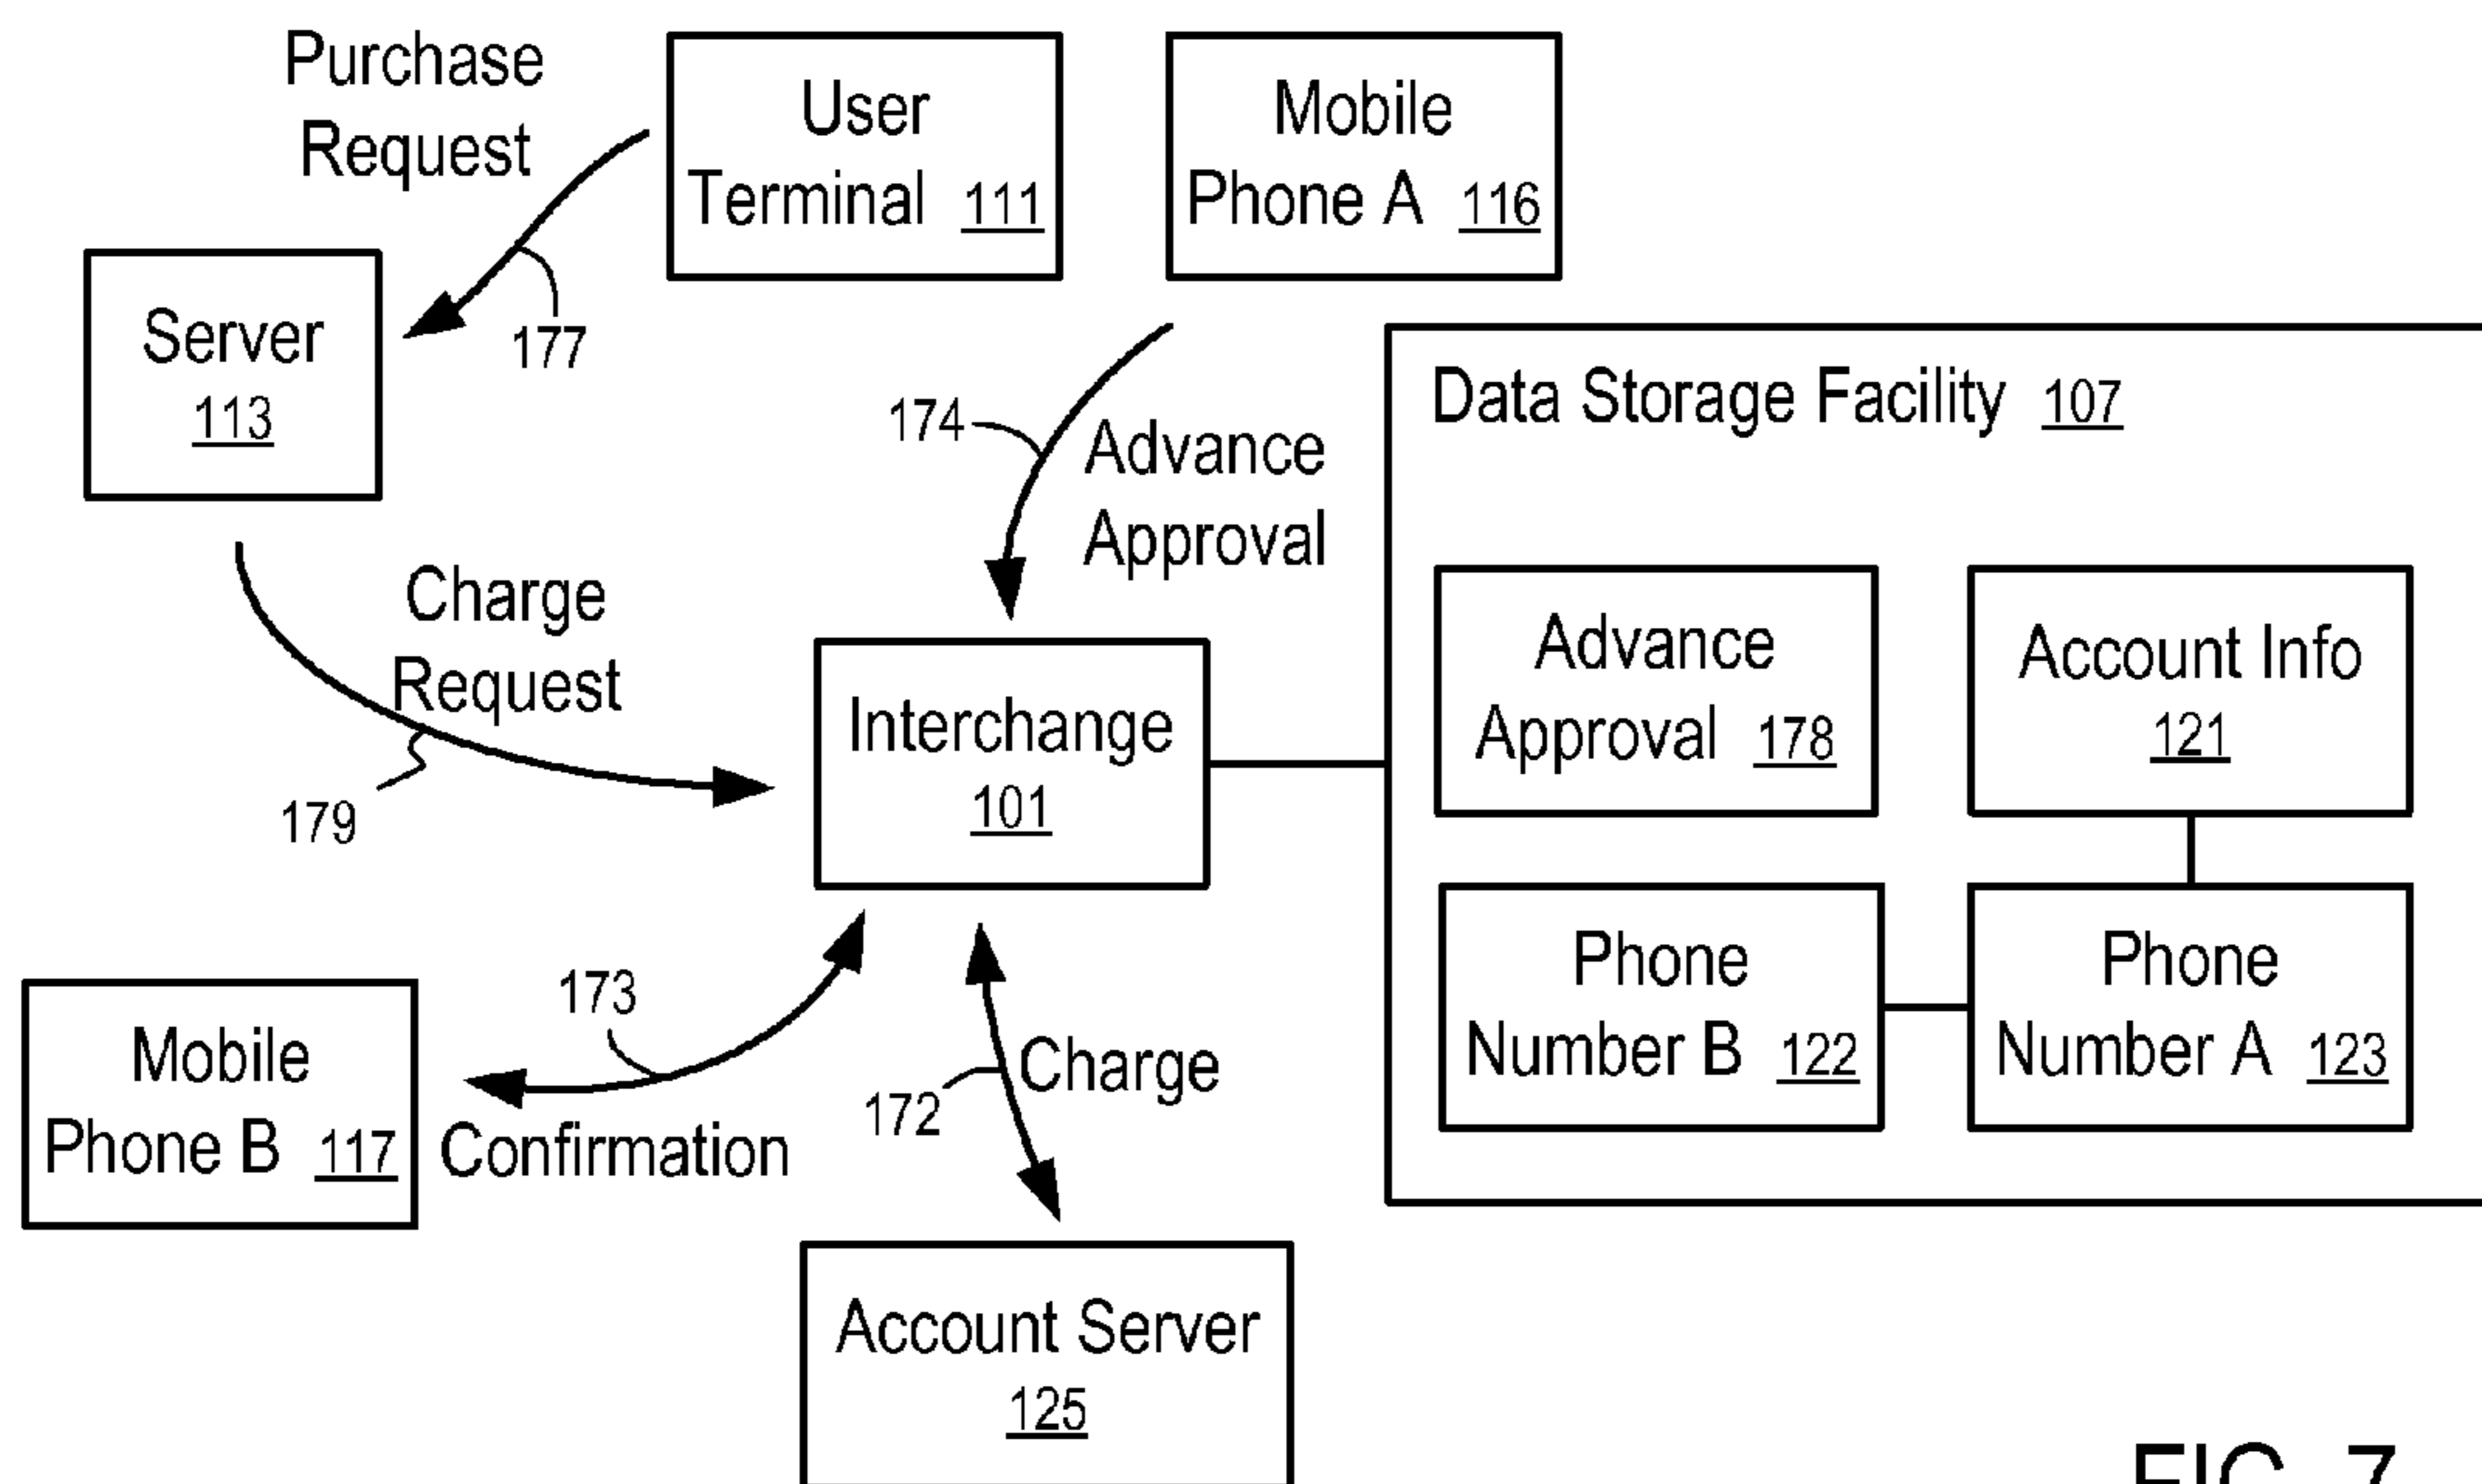 Purchase
Request
177
User
Terminal 111
Mobile
Phone A 116
Server
113
174
Advance
Approval
Data Storage Facility 107
Charge
Request
179
Interchange
101
Advance
Approval 178
Account Info
121
Phone
Number B 122
Phone
Number A 123
Mobile
Phone B 117
173
Confirmation
172
Charge
Account Server
125
FIG. 7